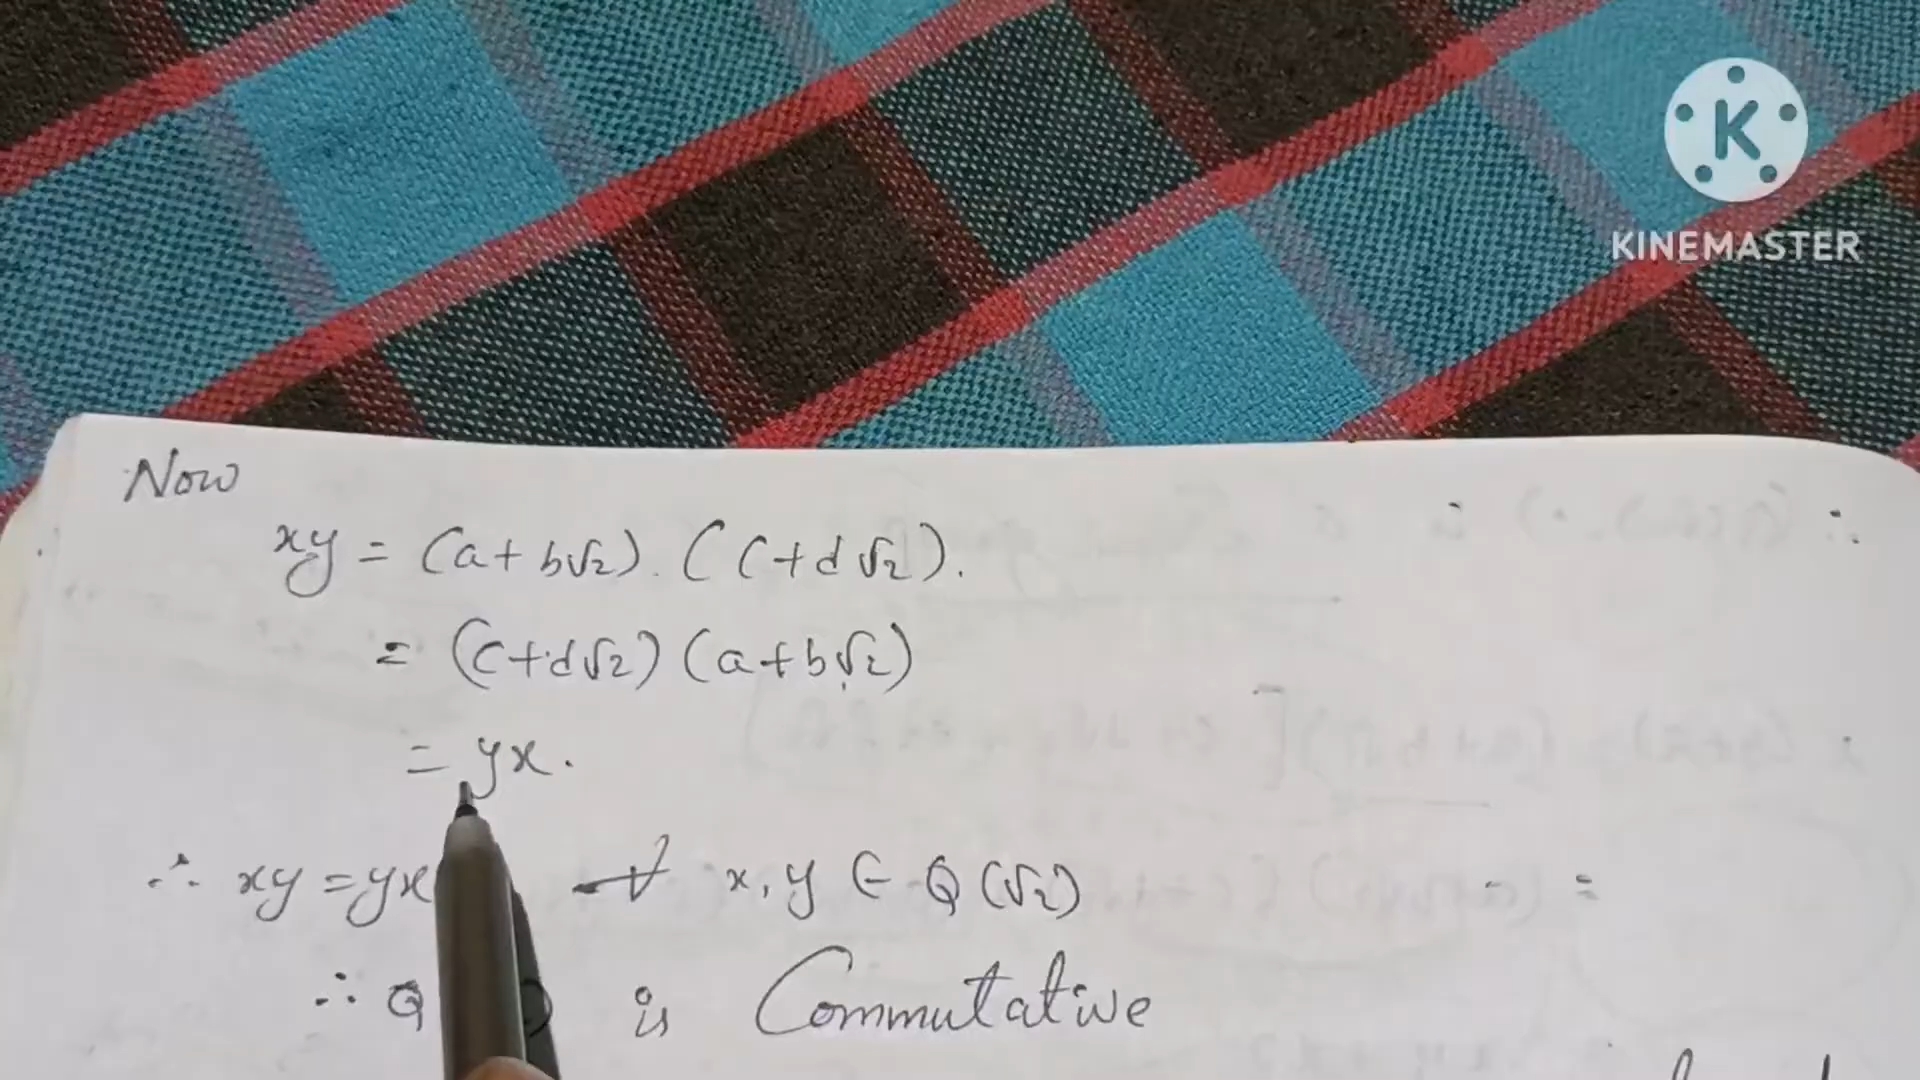 K
KINEMASTER
Now
xy = (a + b√2) . (c + d√2).
= (c+d√2) (a+b√2)
= yx.
∴ xy = yx ∀ x, y ∈ Q(√2)
∴ Q is Commutative